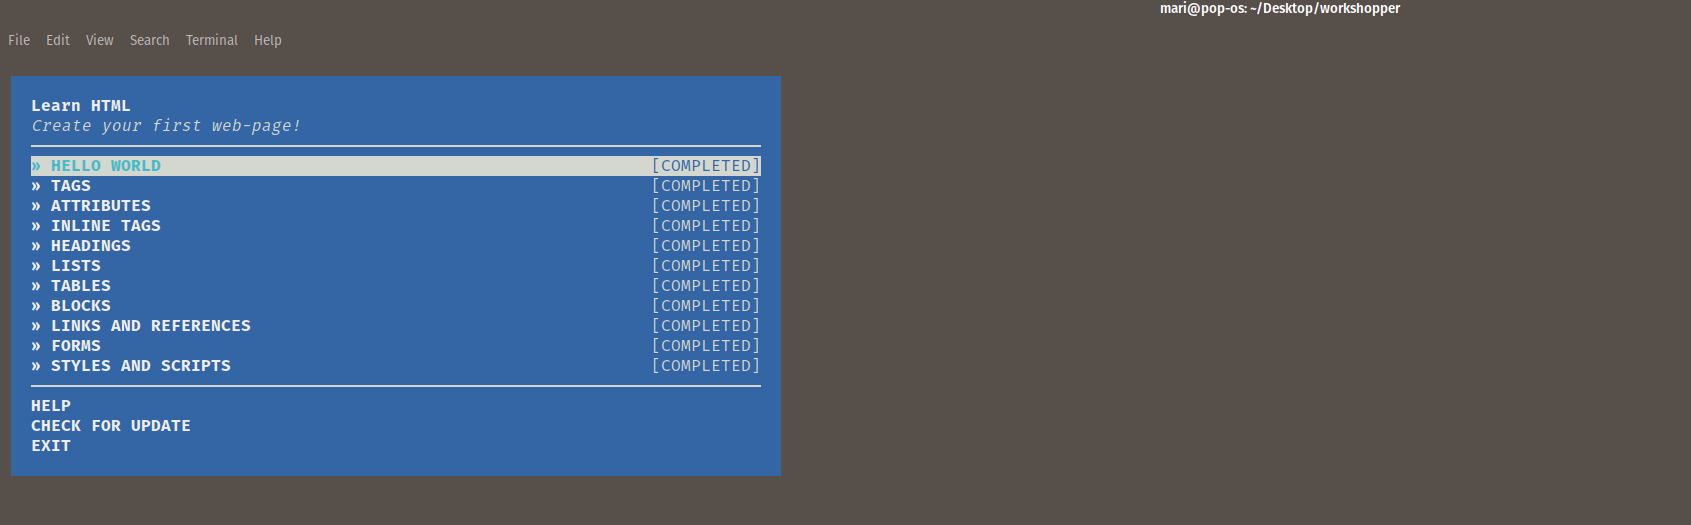 mari@pop-os: ~/Desktop/workshopper
File Edit View Search Terminal Help
Learn HTML
Create your first web-page!
» HELLO WORLD [COMPLETED]
» TAGS [COMPLETED]
» ATTRIBUTES [COMPLETED]
» INLINE TAGS [COMPLETED]
» HEADINGS [COMPLETED]
» LISTS [COMPLETED]
» TABLES [COMPLETED]
» BLOCKS [COMPLETED]
» LINKS AND REFERENCES [COMPLETED]
» FORMS [COMPLETED]
» STYLES AND SCRIPTS [COMPLETED]
HELP
CHECK FOR UPDATE
EXIT